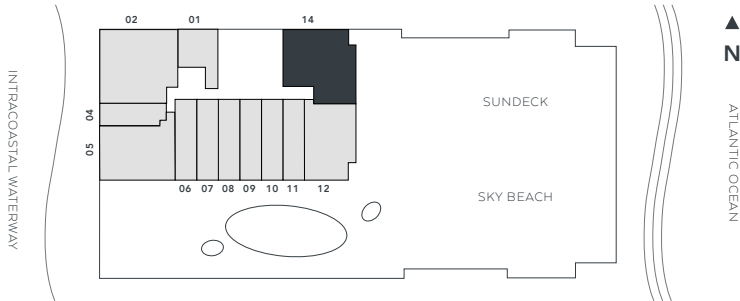 02
01
14
N
INTRACOASTAL WATERWAY
04
05
SUNDECK
SKY BEACH
ATLANTIC OCEAN
06
07
08
09
10
11
12